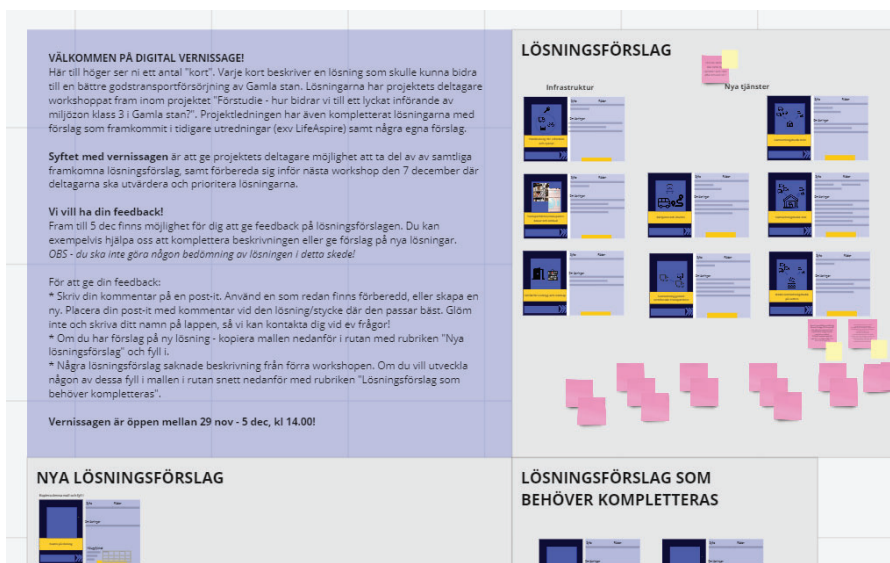 VÄLKOMMEN PÅ DIGITAL VERNISSAGE!
Här till höger ser ni ett antal "kort". Varje kort beskriver en lösning som skulle kunna bidra
till en bättre godstransportförsörjning av Gamla stan. Lösningarna har projektets deltagare
workshoppat fram inom projektet "Förstudie - hur bidrar vi till ett lyckat införande av
miljözon klass 3 i Gamla stan?". Projektledningen har även kompletterat lösningarna med
förslag som framkommit i tidigare utredningar (exv LifeAspire) samt några egna förslag.
Syftet med vernissagen är att ge projektets deltagare möjlighet att ta del av av samtliga
framkomna lösningsförslag, samt förbereda sig inför nästa workshop den 7 december där
deltagarna ska utvärdera och prioritera lösningarna.
Vi vill ha din feedback!
Fram till 5 dec finns möjlighet för dig att ge feedback på lösningsförslagen. Du kan
exempelvis hjälpa oss att komplettera beskrivningen eller ge förslag på nya lösningar.
OBS - du ska inte göra någon bedömning av lösningen i detta skede!
För att ge din feedback:
* Skriv din kommentar på en post-it. Använd en som redan finns förberedd, eller skapa en
ny. Placera din post-it med kommentar vid den lösning/stycke där den passar bäst. Glöm
inte och skriva ditt namn på lappen, så vi kan kontakta dig vid ev frågor!
* Om du har förslag på ny lösning - kopiera mallen nedanför i rutan med rubriken "Nya
lösningsförslag" och fyll i.
* Några lösningsförslag saknade beskrivning från förra workshopen. Om du vill utveckla
någon av dessa fyll i mallen i rutan snett nedanför med rubriken "Lösningsförslag som
behöver kompletteras".
Vernissagen är öppen mellan 29 nov - 5 dec, kl 14.00!
LÖSNINGSFÖRSLAG
Infrastruktur
Nya tjänster
NYA LÖSNINGSFÖRSLAG
LÖSNINGSFÖRSLAG SOM
BEHÖVER KOMPLETTERAS